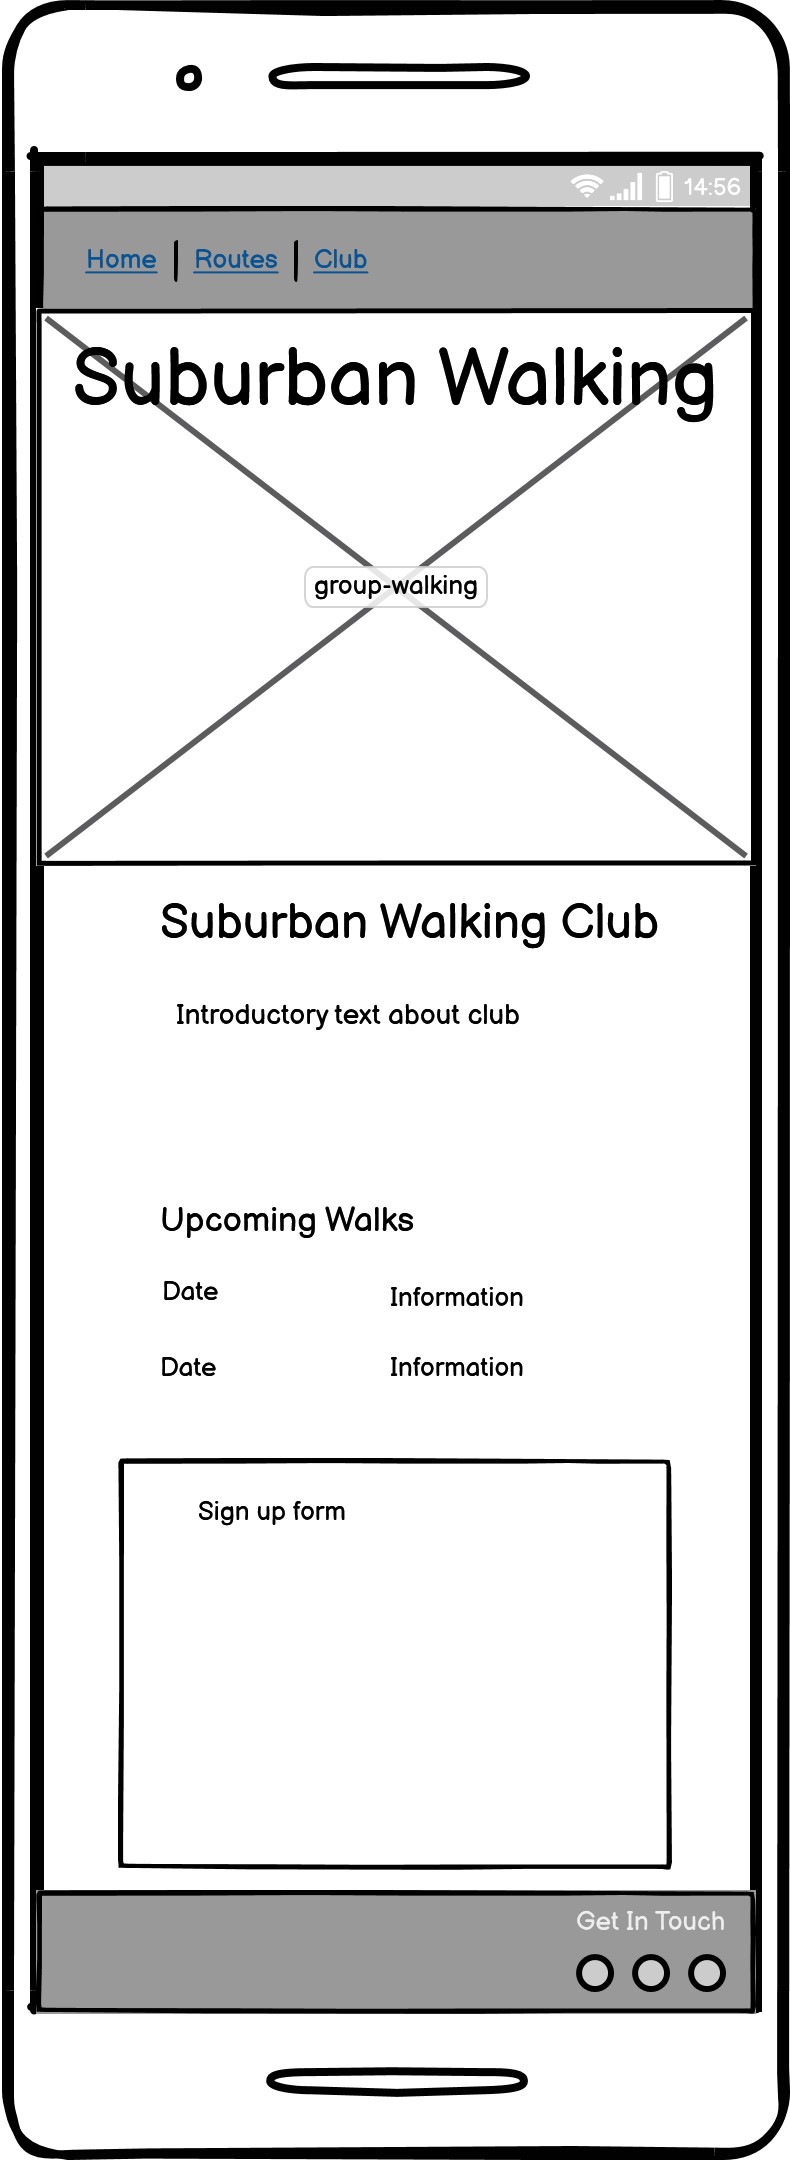 14:56
Home Routes Club
Suburban Walking
group-walking
Suburban Walking Club
Introductory text about club
Upcoming Walks
Date Information
Date Information
Sign up form
Get In Touch